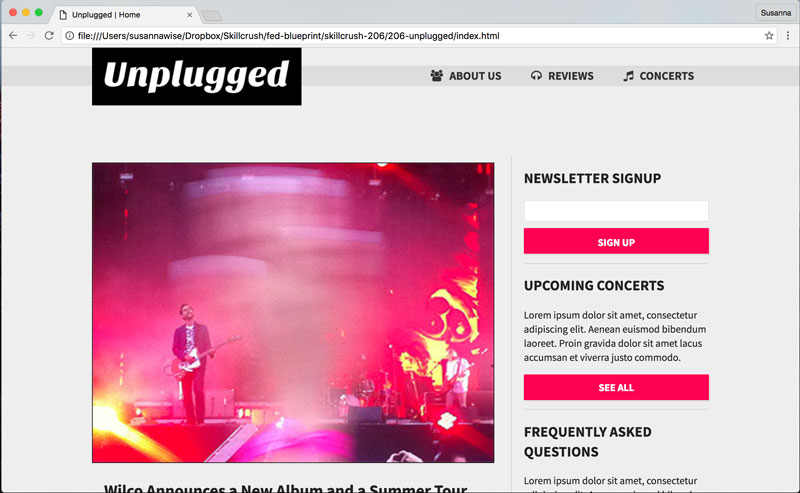 Unplugged | Home
Susanna
file:///Users/susannawise/Dropbox/Skillcrush/fed-blueprint/skillcrush-206/206-unplugged/index.html
Unplugged
ABOUT US
REVIEWS
CONCERTS
NEWSLETTER SIGNUP
SIGN UP
UPCOMING CONCERTS
Lorem ipsum dolor sit amet, consectetur
adipiscing elit. Aenean euismod bibendum
laoreet. Proin gravida dolor sit amet lacus
accumsan et viverra justo commodo.
SEE ALL
FREQUENTLY ASKED
QUESTIONS
Lorem ipsum dolor sit amet, consectetur
Wilco Announces a New Album and a Summer Tour